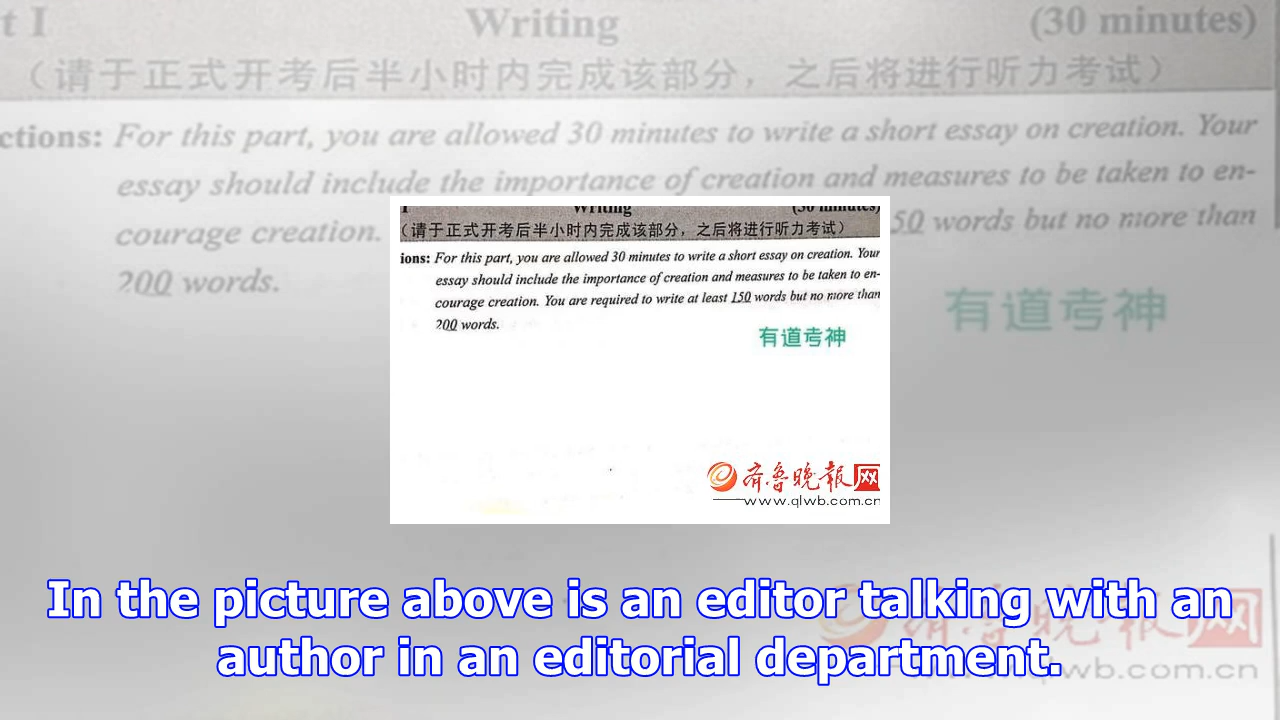 t I Writing (30 minutes)
（请于正式开考后半小时内完成该部分，之后将进行听力考试）
ctions: For this part, you are allowed 30 minutes to write a short essay on creation. Your
essay should include the importance of creation and measures to be taken to en-
courage creation. 50 words but no more than
200 words.
有道考神
I Writing (30 minutes)
（请于正式开考后半小时内完成该部分，之后将进行听力考试）
ions: For this part, you are allowed 30 minutes to write a short essay on creation. Your
essay should include the importance of creation and measures to be taken to en-
courage creation. You are required to write at least 150 words but no more than
200 words.
有道考神
齐鲁晚报网
www.qlwb.com.cn
In the picture above is an editor talking with an
author in an editorial department.
齐鲁晚报网
www.qlwb.com.cn